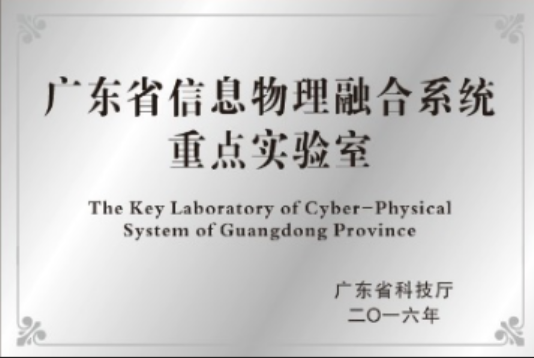 广东省信息物理融合系统
重点实验室
The Key Laboratory of Cyber-Physical
System of Guangdong Province
广东省科技厅
二〇一六年